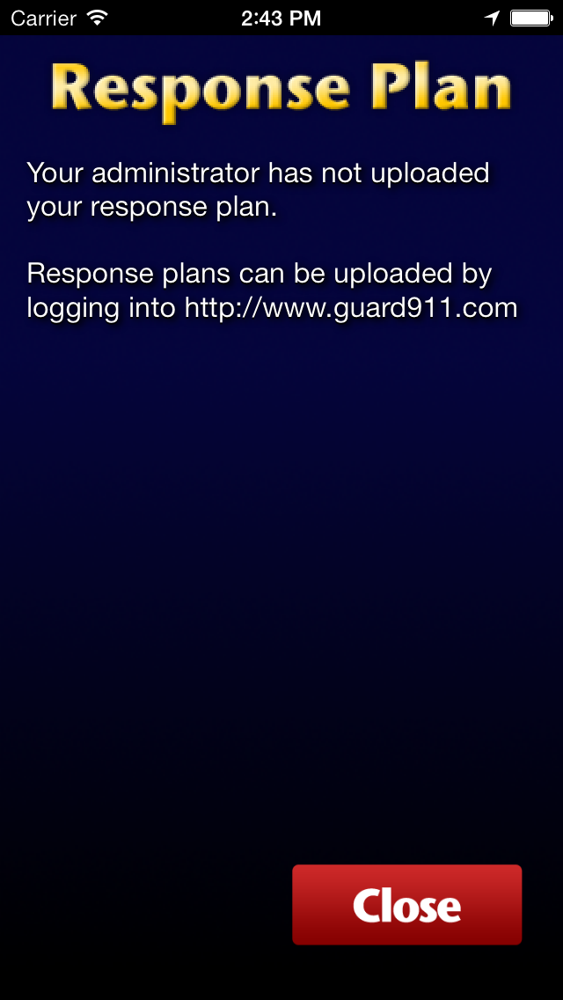 Carrier 2:43 PM
Response Plan
Your administrator has not uploaded
your response plan.
Response plans can be uploaded by
logging into http://www.guard911.com
Close